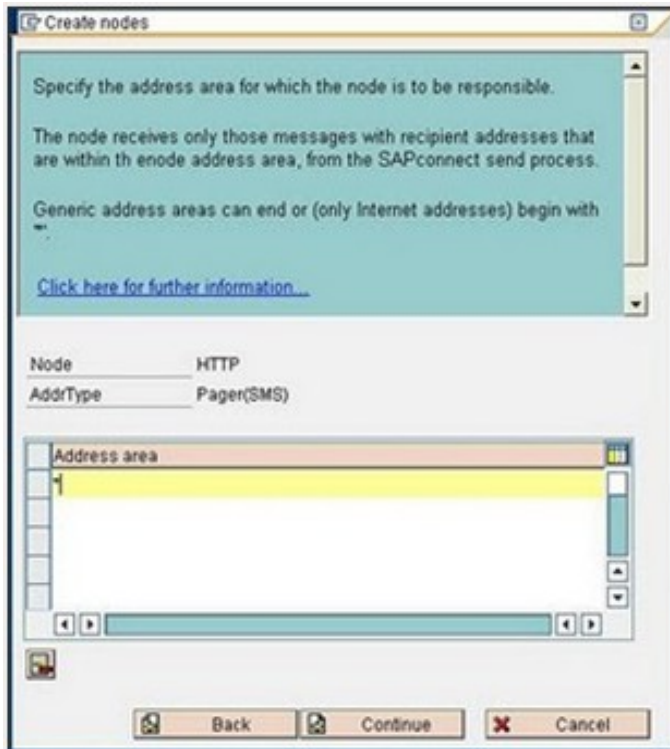 Create nodes
Specify the address area for which the node is to be responsible.
The node receives only those messages with recipient addresses that
are within th enode address area, from the SAPconnect send process.
Generic address areas can end or (only Internet addresses) begin with
"*".
Click here for further information...
Node HTTP
AddrType Pager(SMS)
Address area
*
Back Continue Cancel